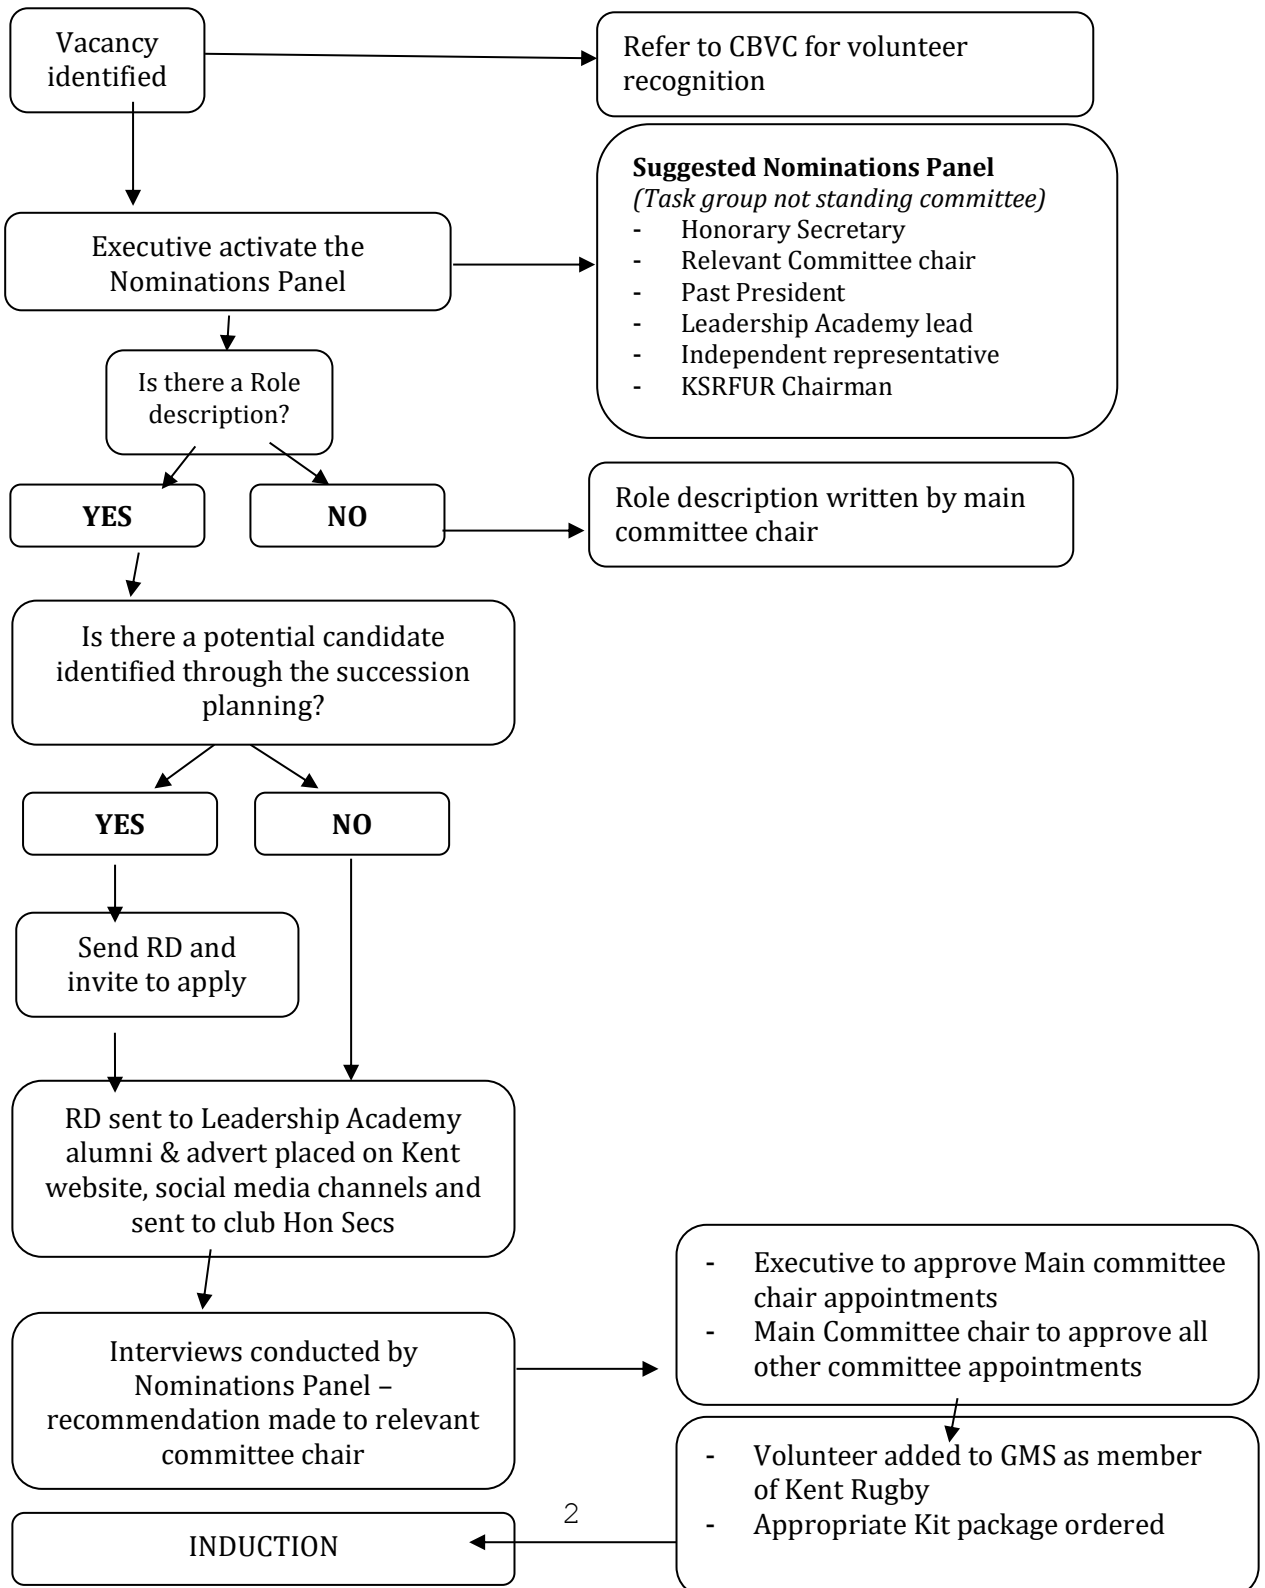 Vacancy
identified
Refer to CBVC for volunteer
recognition
Suggested Nominations Panel
(Task group not standing committee)
- Honorary Secretary
- Relevant Committee chair
- Past President
- Leadership Academy lead
- Independent representative
- KSRFUR Chairman
Executive activate the
Nominations Panel
Is there a Role
description?
YES
NO
Role description written by main
committee chair
Is there a potential candidate
identified through the succession
planning?
YES
NO
Send RD and
invite to apply
RD sent to Leadership Academy
alumni & advert placed on Kent
website, social media channels and
sent to club Hon Secs
Interviews conducted by
Nominations Panel –
recommendation made to relevant
committee chair
- Executive to approve Main committee
chair appointments
- Main Committee chair to approve all
other committee appointments
- Volunteer added to GMS as member
of Kent Rugby
- Appropriate Kit package ordered
2
INDUCTION